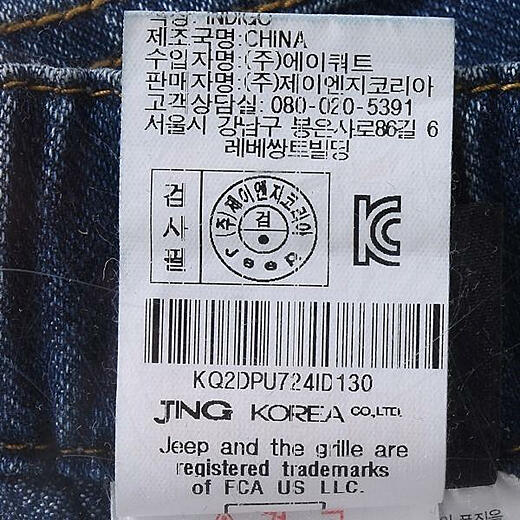 색상: INDIGO
제조국명:CHINA
수입자명:(주)에이쿼트
판매자명:(주)제이엔지코리아
고객상담실: 080-020-5391
서울시 강남구 봉은사로86길 6
레베쌍트빌딩
검사필
(주)제이엔지코리아
검
Jeep
KC
KQ2DPU724ID130
JNG KOREA CO.,LTD.
Jeep and the grille are
registered trademarks
of FCA US LLC.